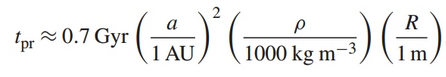 t_pr ≈ 0.7 Gyr (a / 1 AU)² (ρ / 1000 kg m⁻³) (R / 1 m)